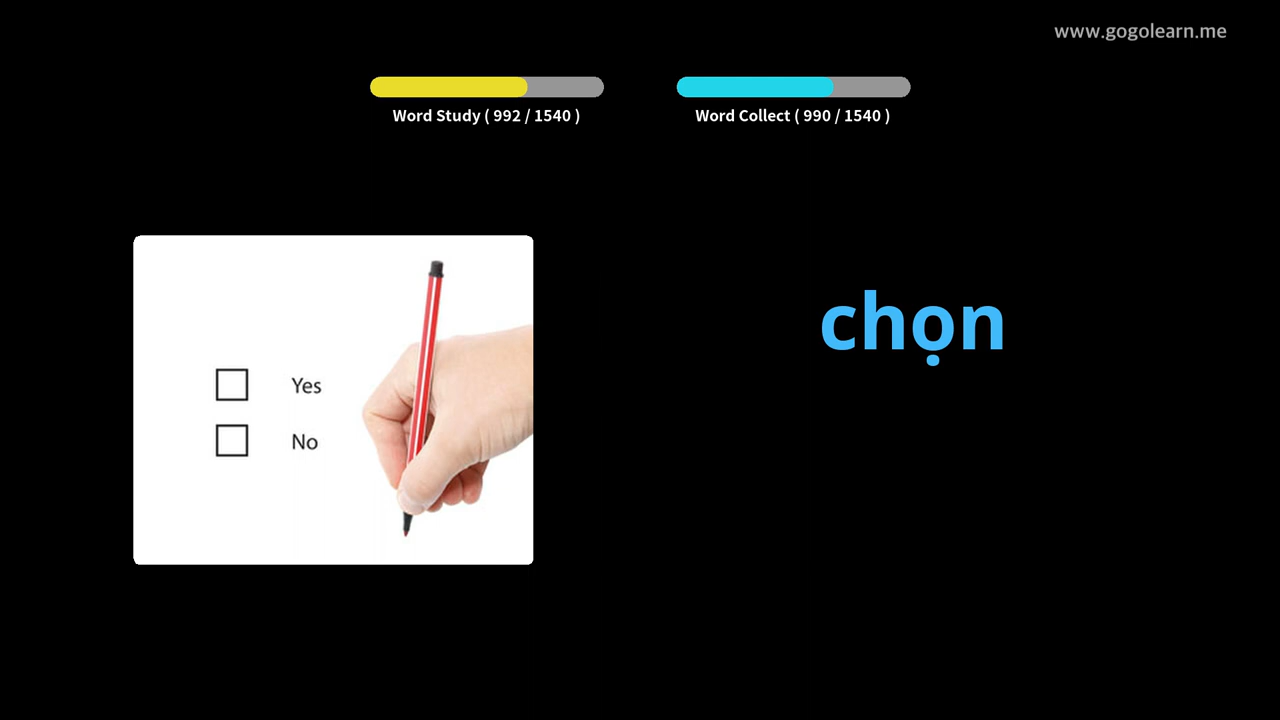 www.gogolearn.me
Word Study ( 992 / 1540 )
Word Collect ( 990 / 1540 )
Yes
No
chọn